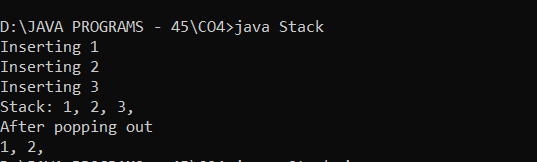 D:\JAVA PROGRAMS - 45\CO4>java Stack
Inserting 1
Inserting 2
Inserting 3
Stack: 1, 2, 3,
After popping out
1, 2,